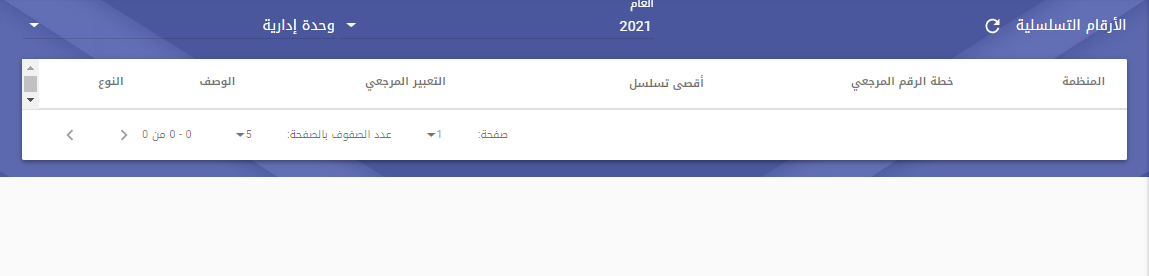 العام
الأرقام التسلسلية 2021 وحدة إدارية
المنظمة خطة الرقم المرجعي أقصى تسلسل التعبير المرجعي الوصف النوع
صفحة: 1 عدد الصفوف بالصفحة: 5 0 - 0 من 0